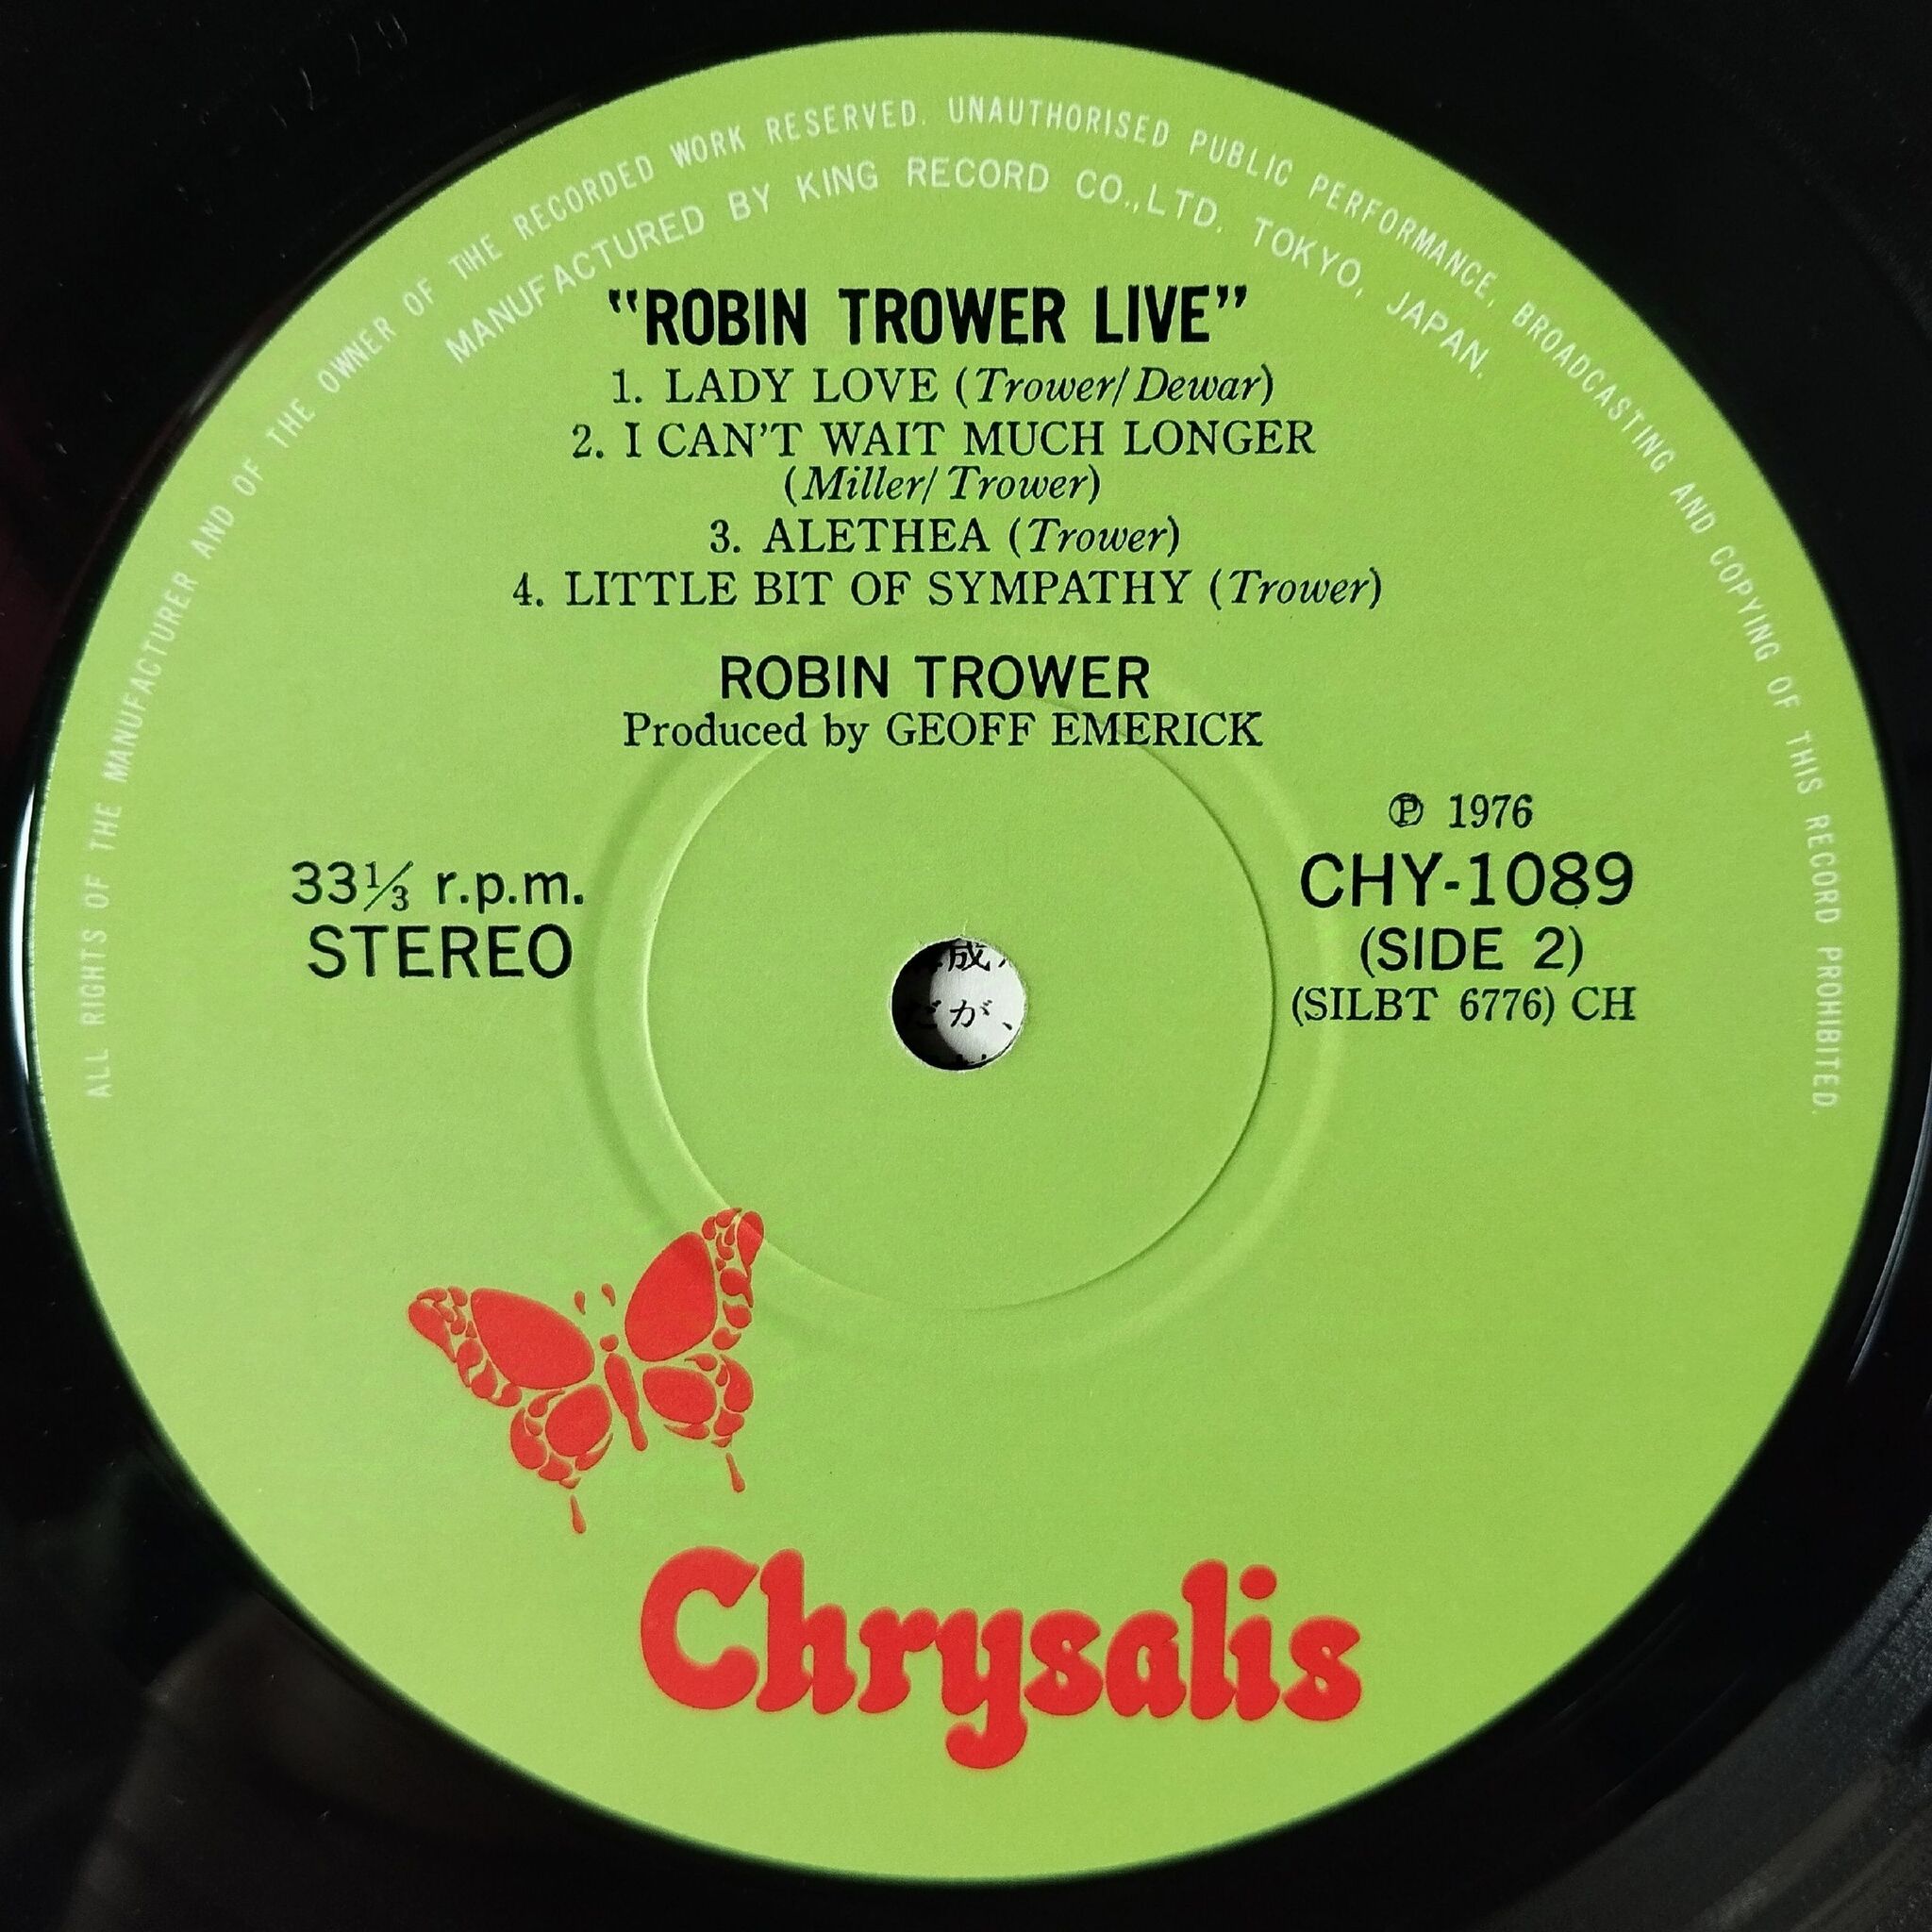 ALL RIGHTS OF THE MANUFACTURER AND OF THE OWNER OF THE RECORDED WORK RESERVED. UNAUTHORISED PUBLIC PERFORMANCE, BROADCASTING AND COPYING OF THIS RECORD PROHIBITED.
MANUFACTURED BY KING RECORD CO.,LTD. TOKYO, JAPAN.
“ROBIN TROWER LIVE”
1. LADY LOVE (Trower/Dewar)
2. I CAN'T WAIT MUCH LONGER
(Miller/Trower)
3. ALETHEA (Trower)
4. LITTLE BIT OF SYMPATHY (Trower)
ROBIN TROWER
Produced by GEOFF EMERICK
33⅓ r.p.m.
STEREO
℗ 1976
CHY-1089
(SIDE 2)
(SILBT 6776) CH
成
だが、
Chrysalis